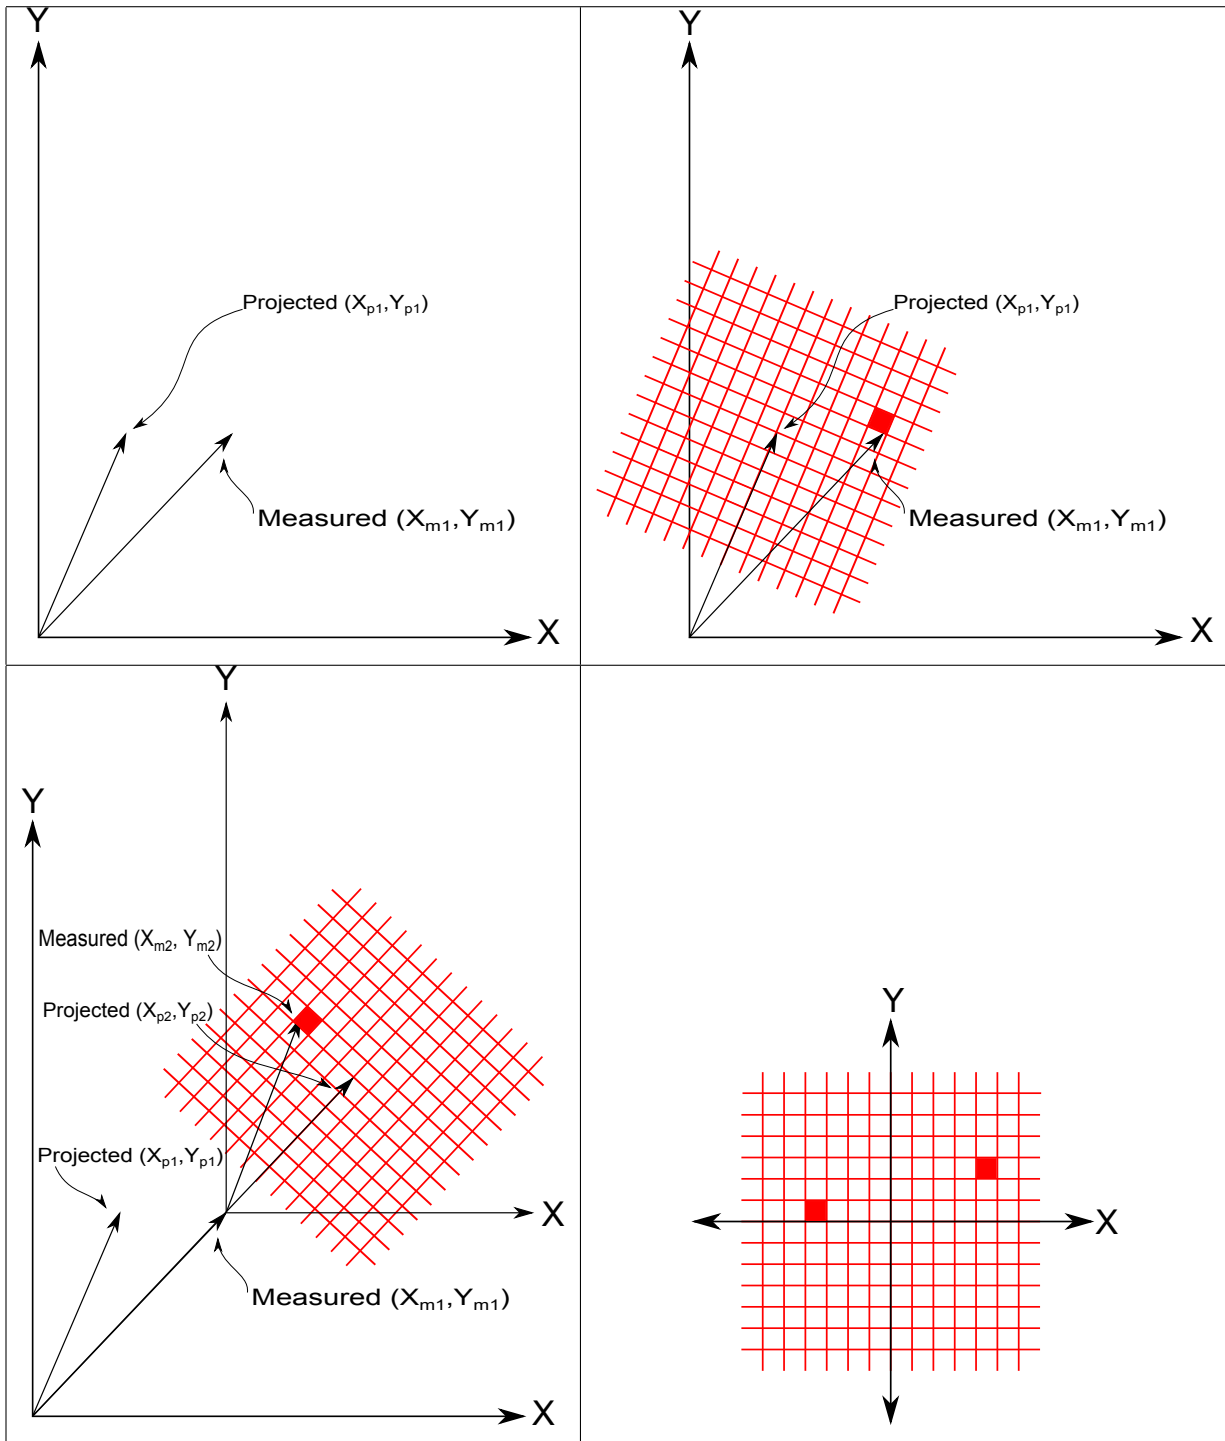 Y
Projected (Xp1,Yp1)
Measured (Xm1,Ym1)
X
Y
Projected (Xp1,Yp1)
Measured (Xm1,Ym1)
X
Y
Y
Measured (Xm2, Ym2)
Projected (Xp2,Yp2)
Projected (Xp1,Yp1)
X
Measured (Xm1,Ym1)
X
Y
X